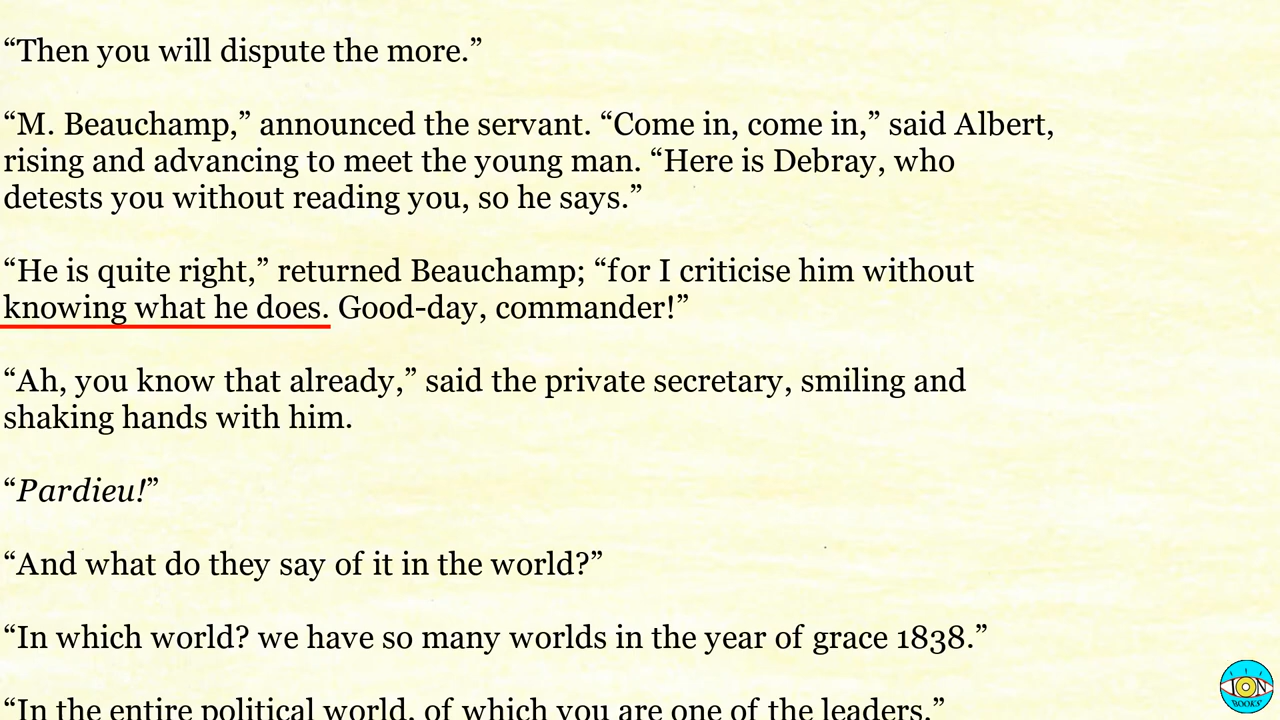 “Then you will dispute the more.”
“M. Beauchamp,” announced the servant. “Come in, come in,” said Albert,
rising and advancing to meet the young man. “Here is Debray, who
detests you without reading you, so he says.”
“He is quite right,” returned Beauchamp; “for I criticise him without
knowing what he does. Good-day, commander!”
“Ah, you know that already,” said the private secretary, smiling and
shaking hands with him.
“Pardieu!”
“And what do they say of it in the world?”
“In which world? we have so many worlds in the year of grace 1838.”
“In the entire political world, of which you are one of the leaders.”
ION
BOOKS